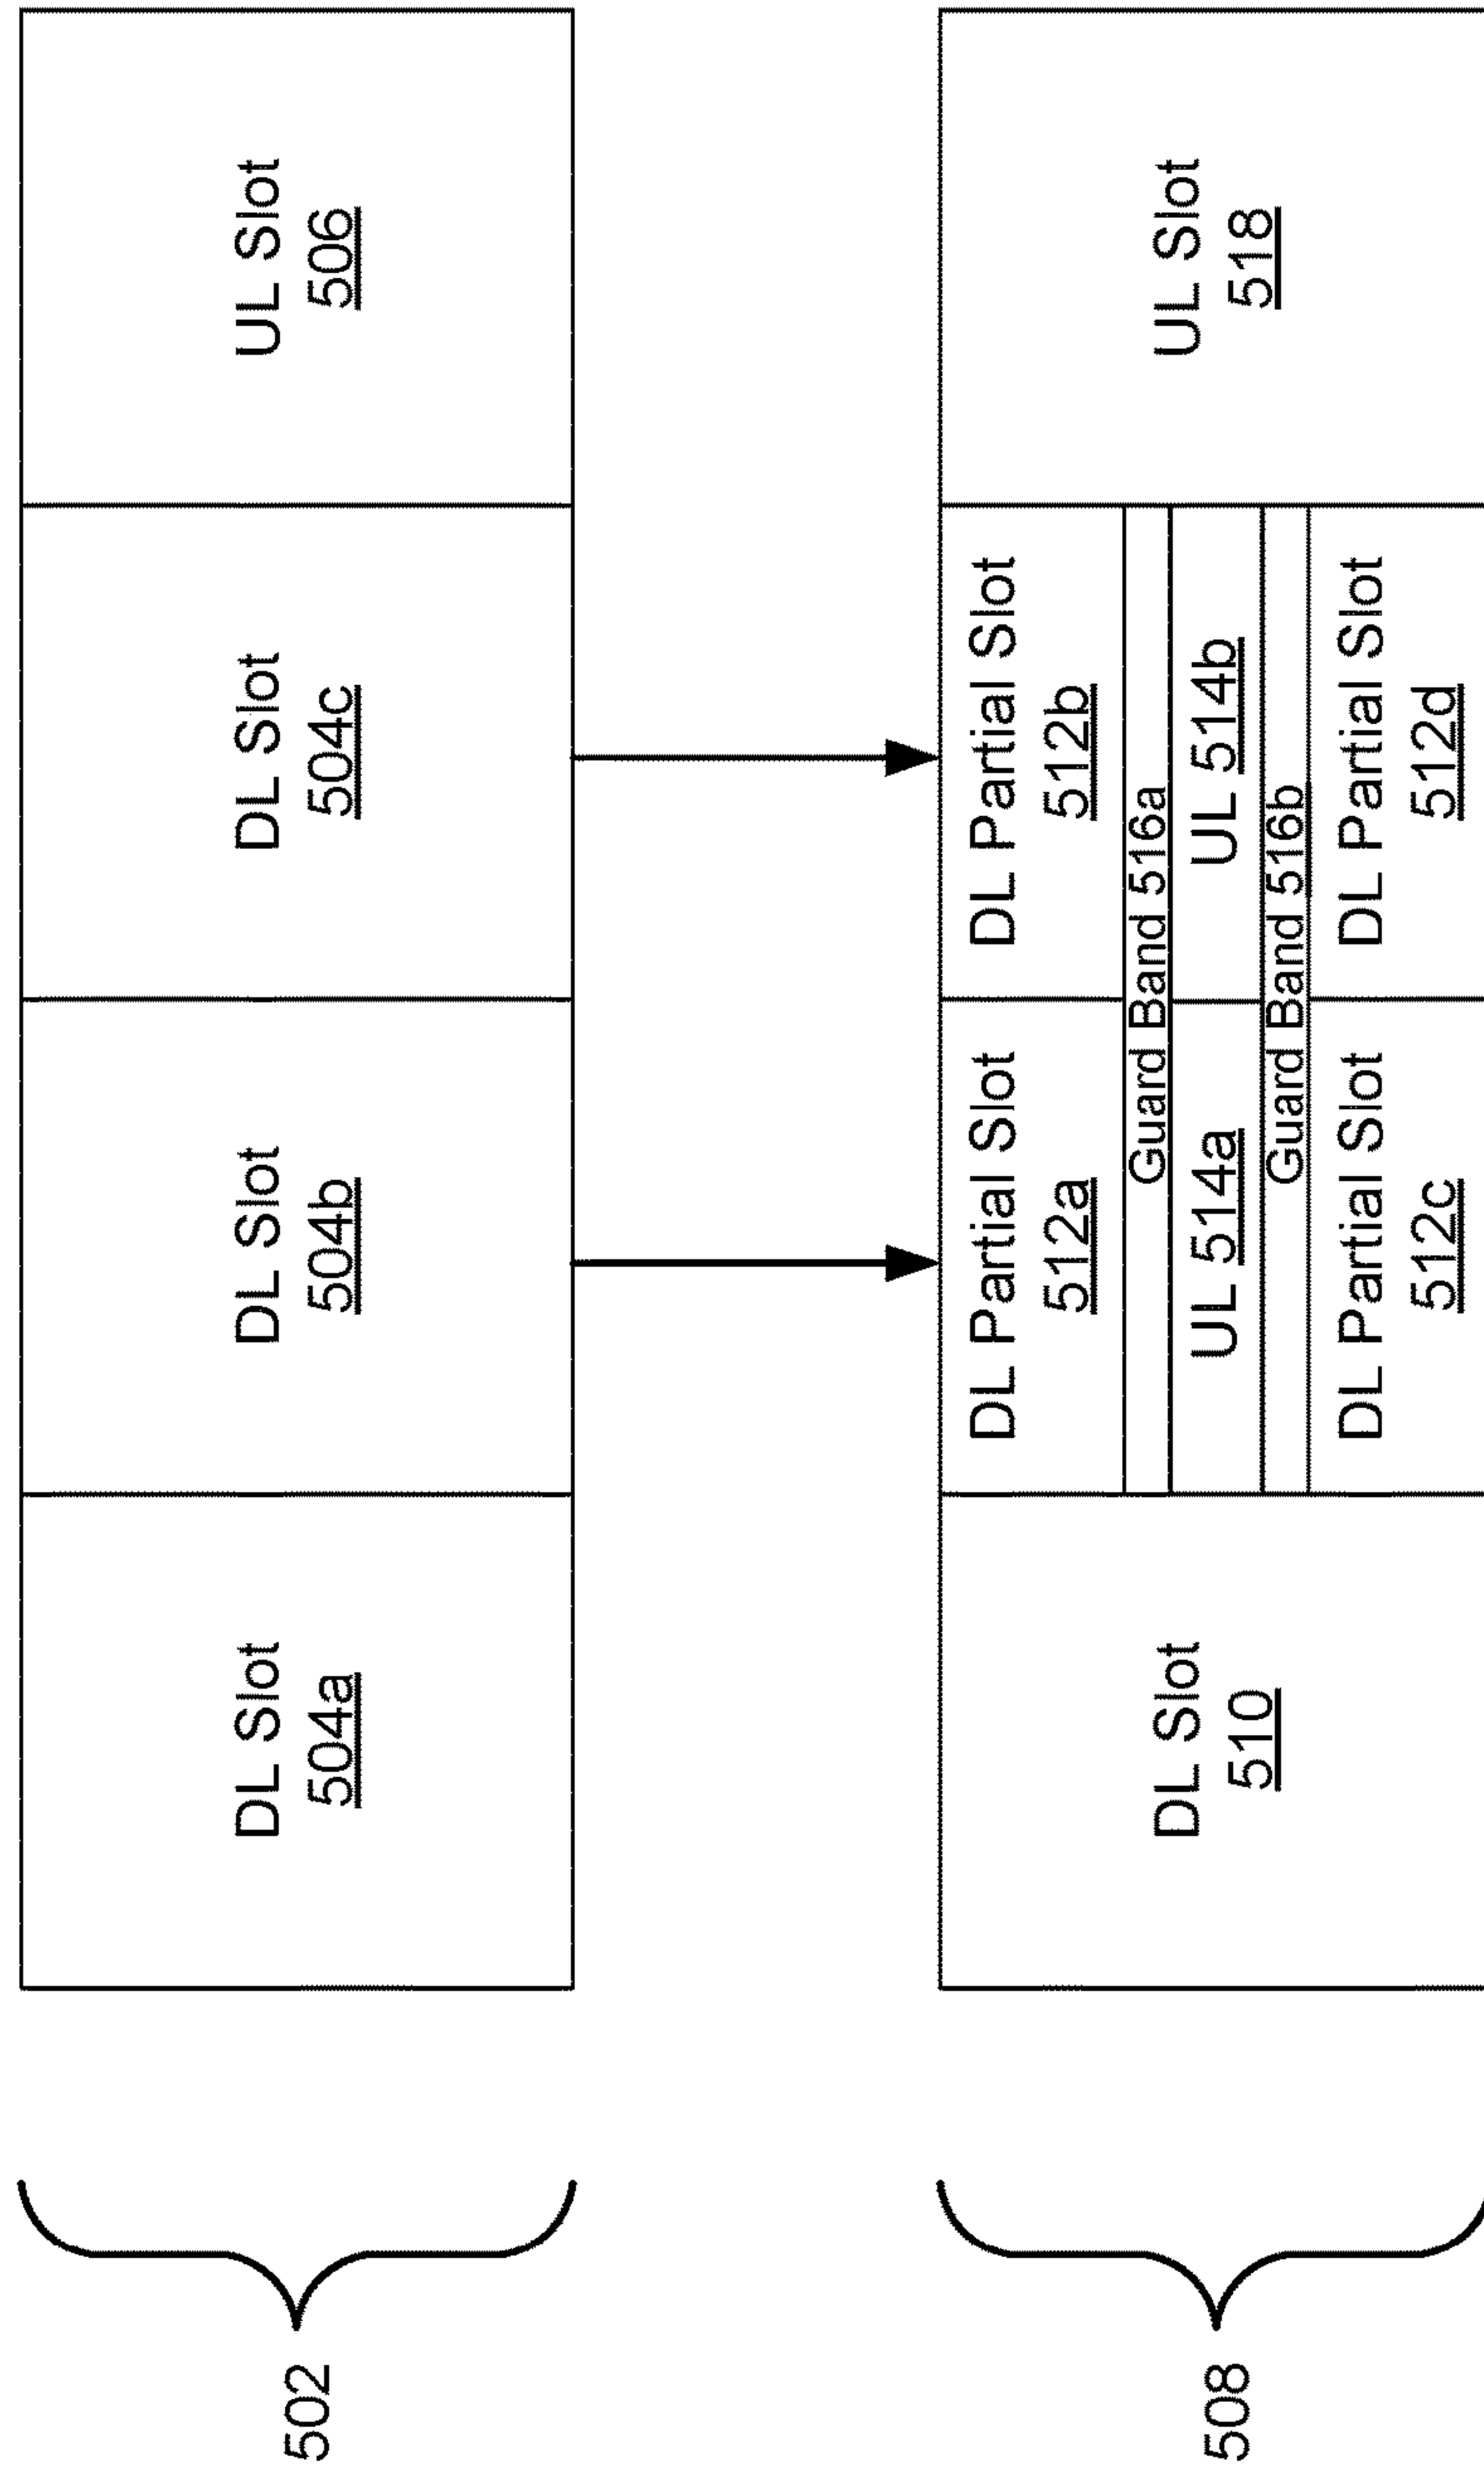 502
DL Slot
504a
DL Slot
504b
DL Slot
504c
UL Slot
506
508
DL Slot
510
DL Partial Slot
512a
DL Partial Slot
512b
Guard Band 516a
UL 514a
UL 514b
Guard Band 516b
DL Partial Slot
512c
DL Partial Slot
512d
UL Slot
518